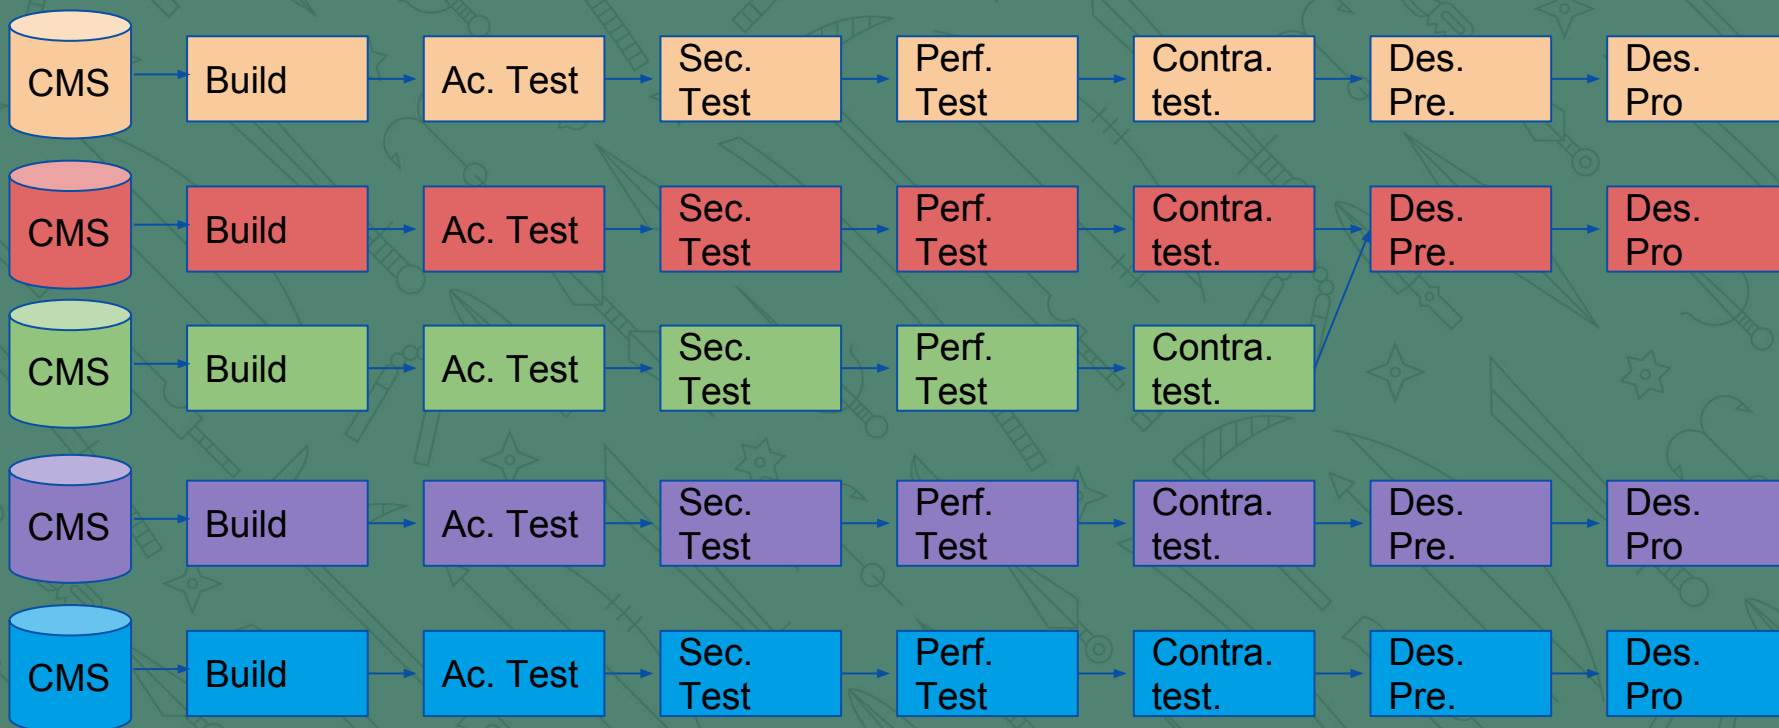 CMS
Build
Ac. Test
Sec.
Test
Perf.
Test
Contra.
test.
Des.
Pre.
Des.
Pro
CMS
Build
Ac. Test
Sec.
Test
Perf.
Test
Contra.
test.
Des.
Pre.
Des.
Pro
CMS
Build
Ac. Test
Sec.
Test
Perf.
Test
Contra.
test.
CMS
Build
Ac. Test
Sec.
Test
Perf.
Test
Contra.
test.
Des.
Pre.
Des.
Pro
CMS
Build
Ac. Test
Sec.
Test
Perf.
Test
Contra.
test.
Des.
Pre.
Des.
Pro